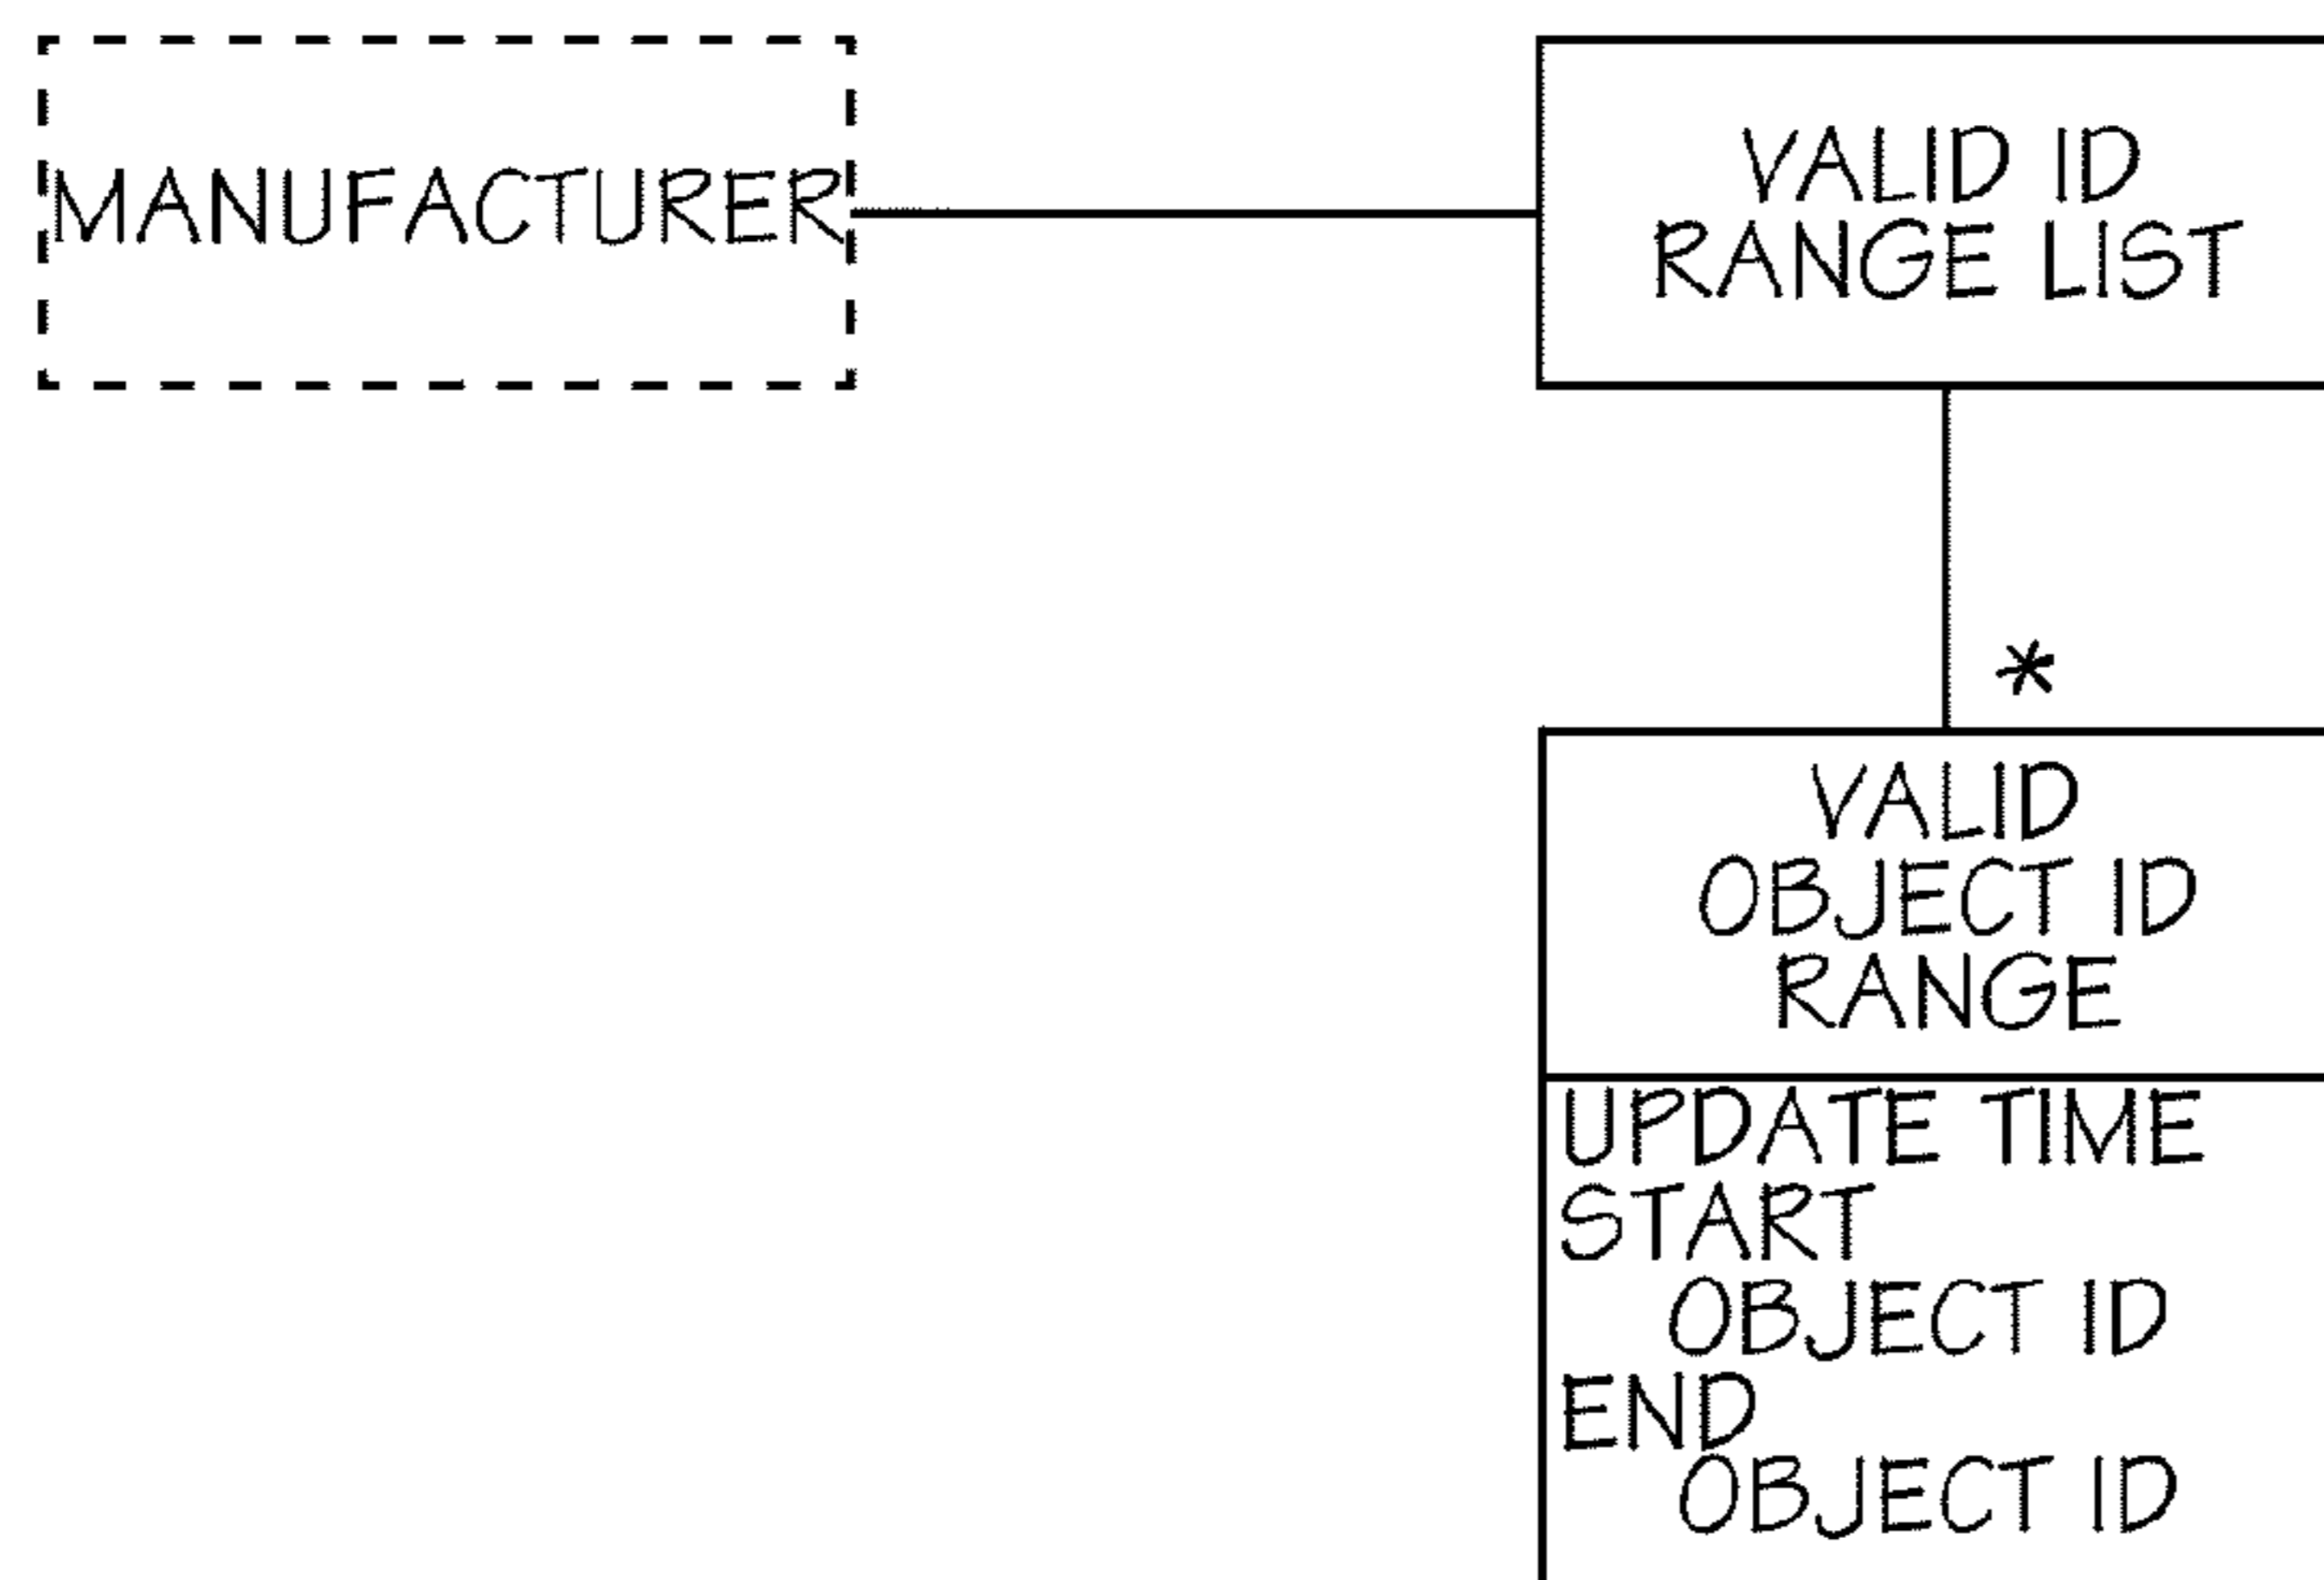 MANUFACTURER
VALID ID
RANGE LIST
*
VALID
OBJECT ID
RANGE
UPDATE TIME
START
OBJECT ID
END
OBJECT ID